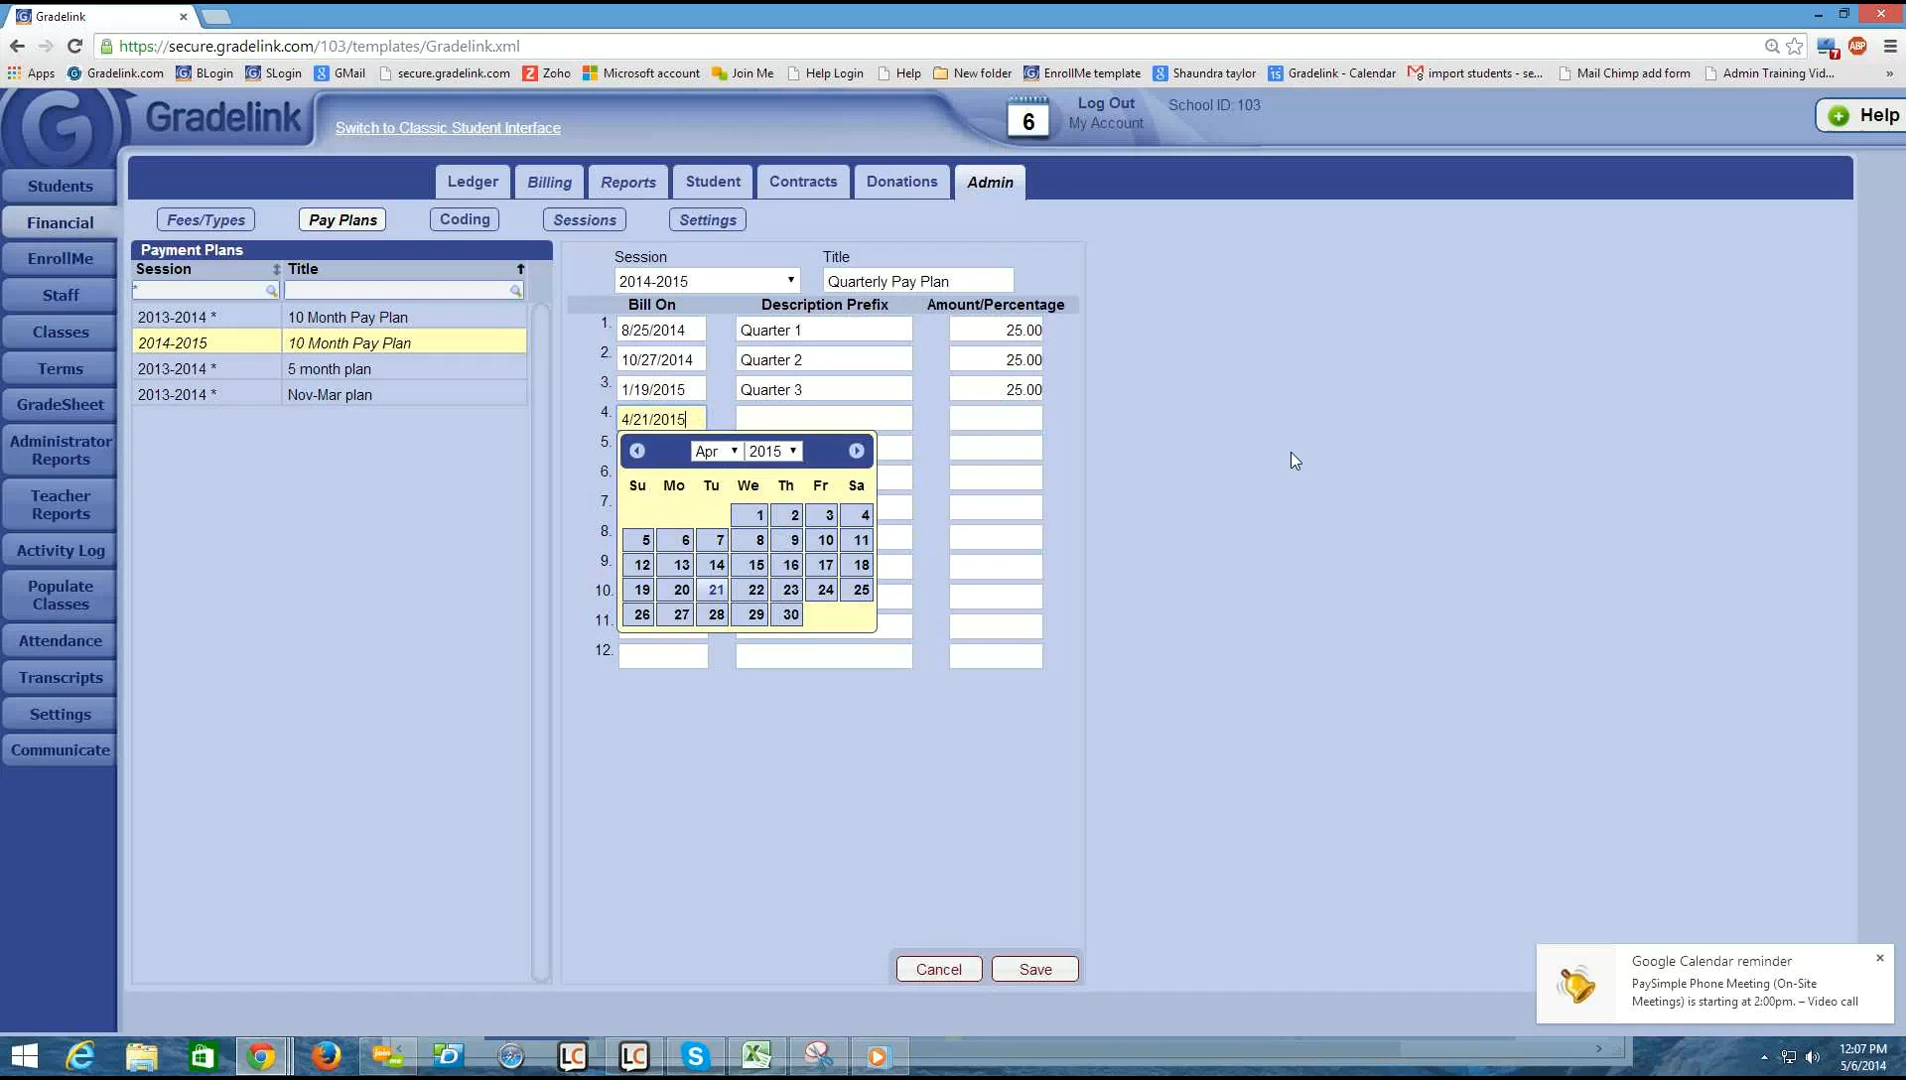 Gradelink
https://secure.gradelink.com/103/templates/Gradelink.xml
7
ABP
Apps Gradelink.com BLogin SLogin GMail secure.gradelink.com Zoho Microsoft account Join Me Help Login Help New folder EnrollMe template Shaundra taylor Gradelink - Calendar import students - se... Mail Chimp add form Admin Training Vid... »
Gradelink
Switch to Classic Student Interface
6
Log Out
My Account
School ID: 103
Help
Ledger Billing Reports Student Contracts Donations Admin
Fees/Types Pay Plans Coding Sessions Settings
Students
Financial
EnrollMe
Staff
Classes
Terms
GradeSheet
Administrator
Reports
Teacher
Reports
Activity Log
Populate
Classes
Attendance
Transcripts
Settings
Communicate
Payment Plans
Session Title
*
2013-2014 * 10 Month Pay Plan
2014-2015 10 Month Pay Plan
2013-2014 * 5 month plan
2013-2014 * Nov-Mar plan
Session Title
2014-2015 Quarterly Pay Plan
Bill On Description Prefix Amount/Percentage
1. 8/25/2014 Quarter 1 25.00
2. 10/27/2014 Quarter 2 25.00
3. 1/19/2015 Quarter 3 25.00
4. 4/21/2015
5.
6.
7.
8.
9.
10.
11.
12.
Apr 2015
Su Mo Tu We Th Fr Sa
1 2 3 4
5 6 7 8 9 10 11
12 13 14 15 16 17 18
19 20 21 22 23 24 25
26 27 28 29 30
Cancel Save
Google Calendar reminder
PaySimple Phone Meeting (On-Site
Meetings) is starting at 2:00pm. – Video call
join
LC
LC
12:07 PM
5/6/2014